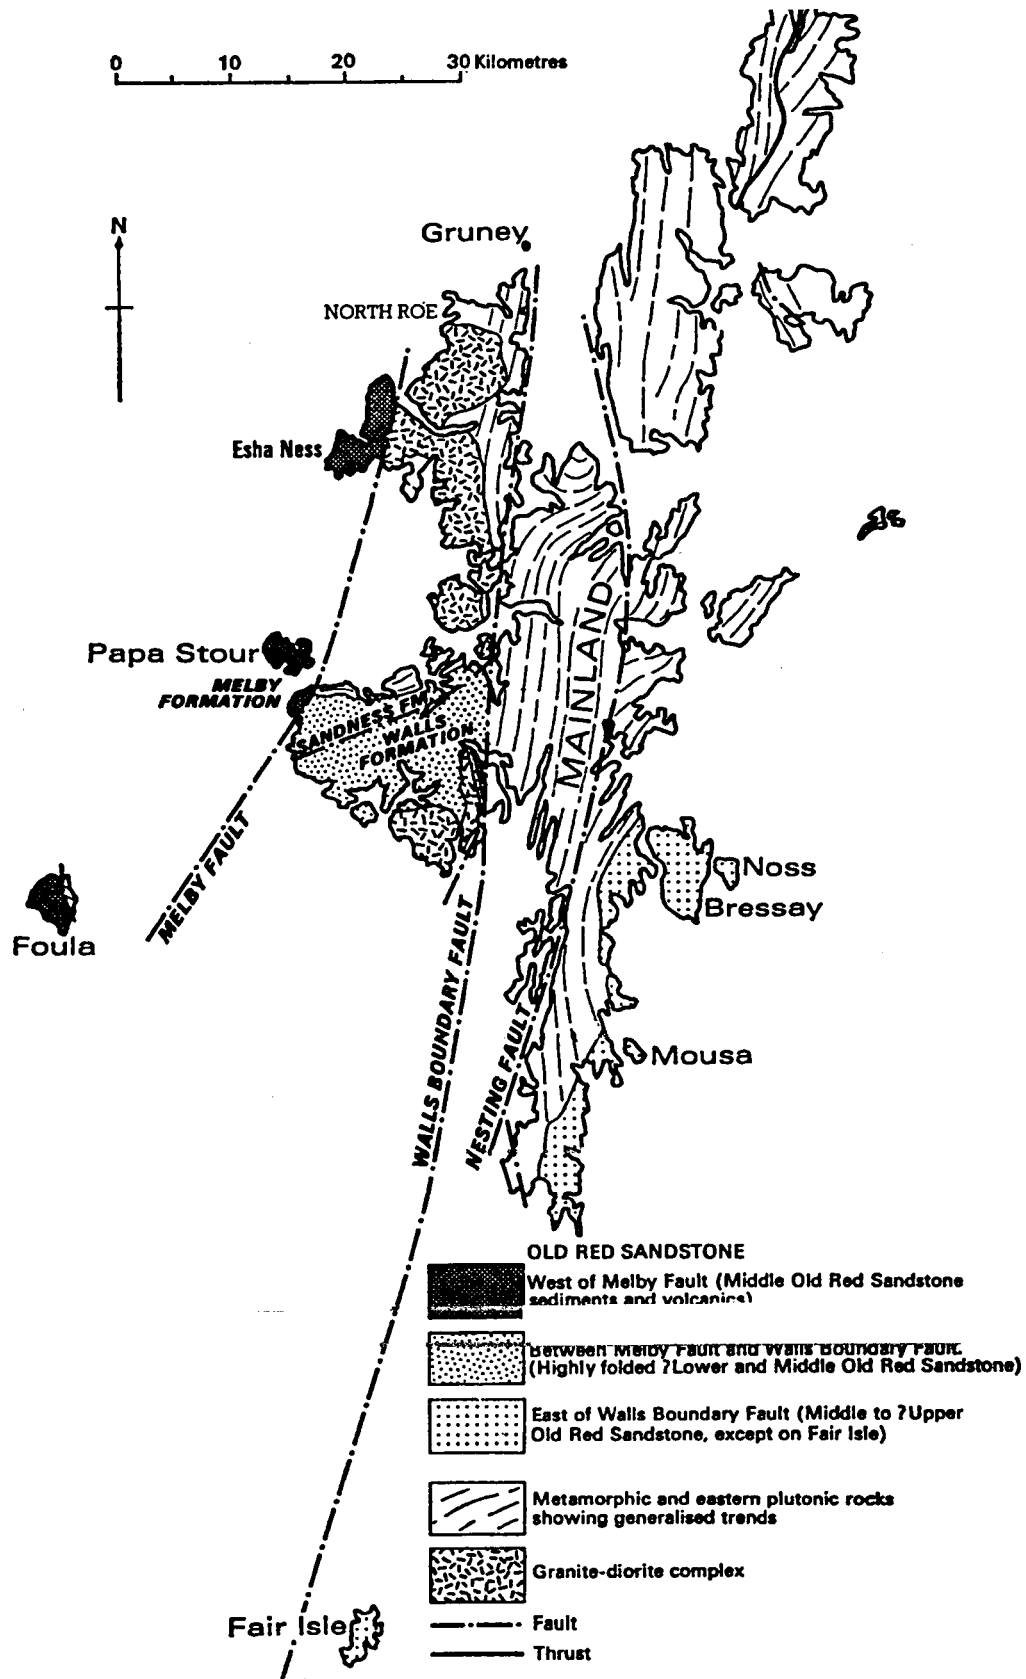 0 10 20 30 Kilometres
N
Gruney
NORTH ROE
Esha Ness
Papa Stour
MELBY
FORMATION
SANDNESS FM
WALLS
FORMATION
MAINLAND
MELBY FAULT
Foula
Noss
Bressay
WALLS BOUNDARY FAULT
NESTING FAULT
Mousa
OLD RED SANDSTONE
West of Melby Fault (Middle Old Red Sandstone
sediments and volcanics)
Between Melby Fault and Walls Boundary Fault.
(Highly folded ?Lower and Middle Old Red Sandstone)
East of Walls Boundary Fault (Middle to ?Upper
Old Red Sandstone, except on Fair Isle)
Metamorphic and eastern plutonic rocks
showing generalised trends
Granite-diorite complex
Fair Isle
Fault
Thrust